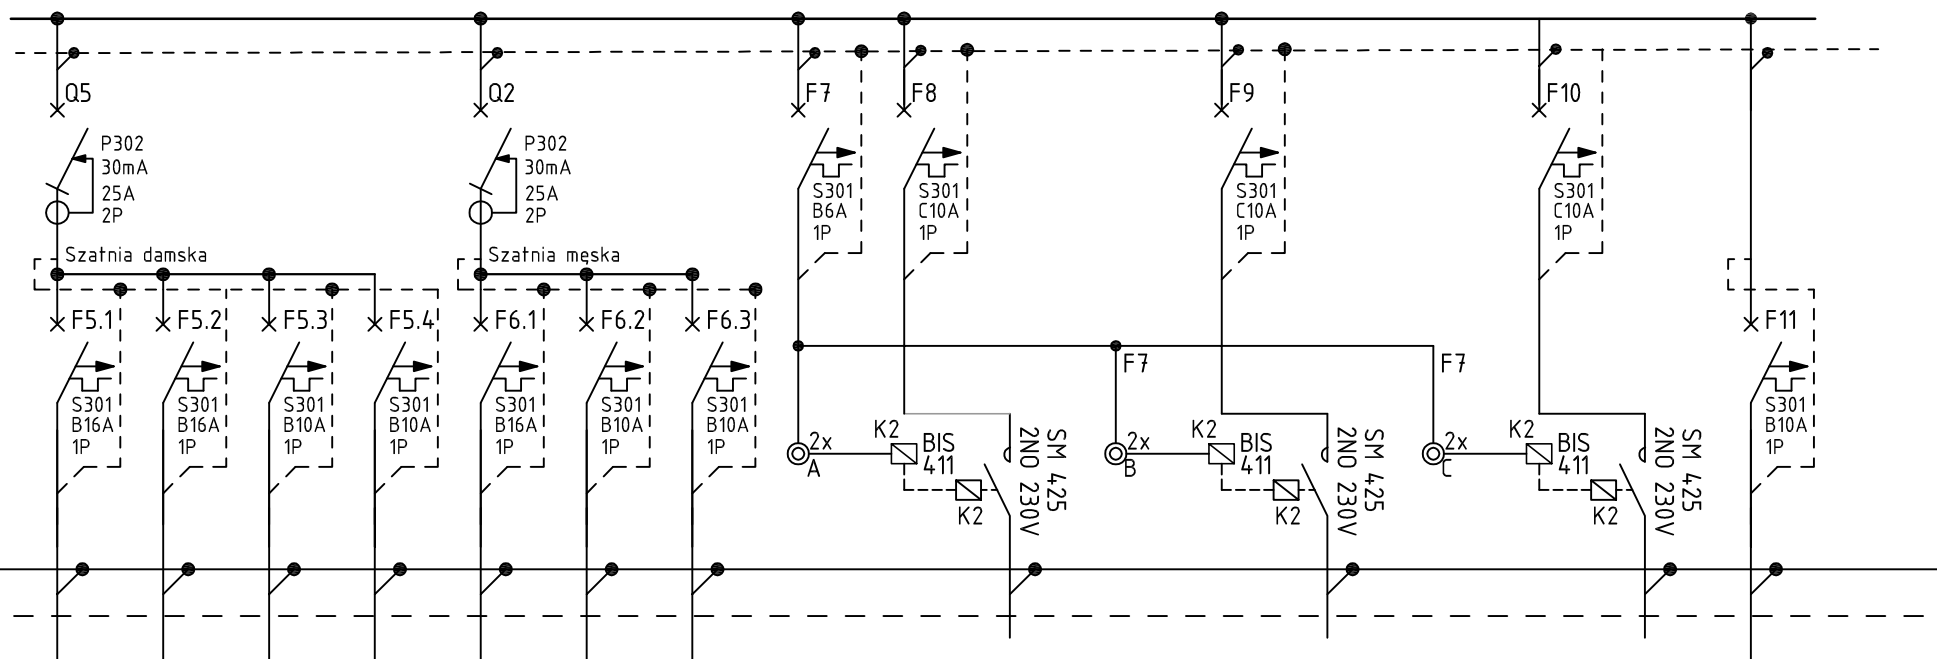 Q5
P302
30mA
25A
2P
Szatnia damska
Q2
P302
30mA
25A
2P
Szatnia męska
F7
S301
B6A
1P
F8
S301
C10A
1P
F9
S301
C10A
1P
F10
S301
C10A
1P
F5.1
S301
B16A
1P
F5.2
S301
B16A
1P
F5.3
S301
B10A
1P
F5.4
S301
B10A
1P
F6.1
S301
B16A
1P
F6.2
S301
B10A
1P
F6.3
S301
B10A
1P
F11
S301
B10A
1P
2x
A
K2
BIS
411
K2
SM 425
2NO 230V
F7
2x
B
K2
BIS
411
K2
SM 425
2NO 230V
F7
2x
C
K2
BIS
411
K2
SM 425
2NO 230V